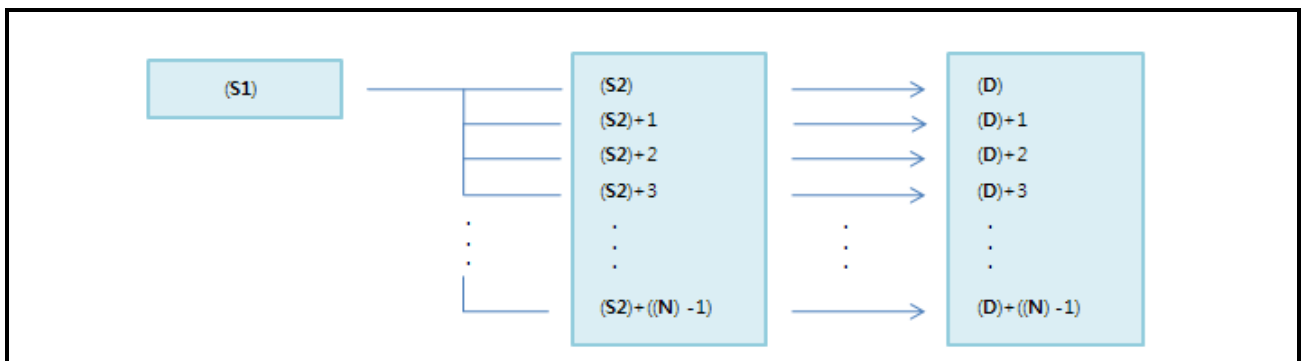 (S1) (S2) (D)
(S2)+1 (D)+1
(S2)+2 (D)+2
(S2)+3 (D)+3
(S2)+((N) -1) (D)+((N) -1)